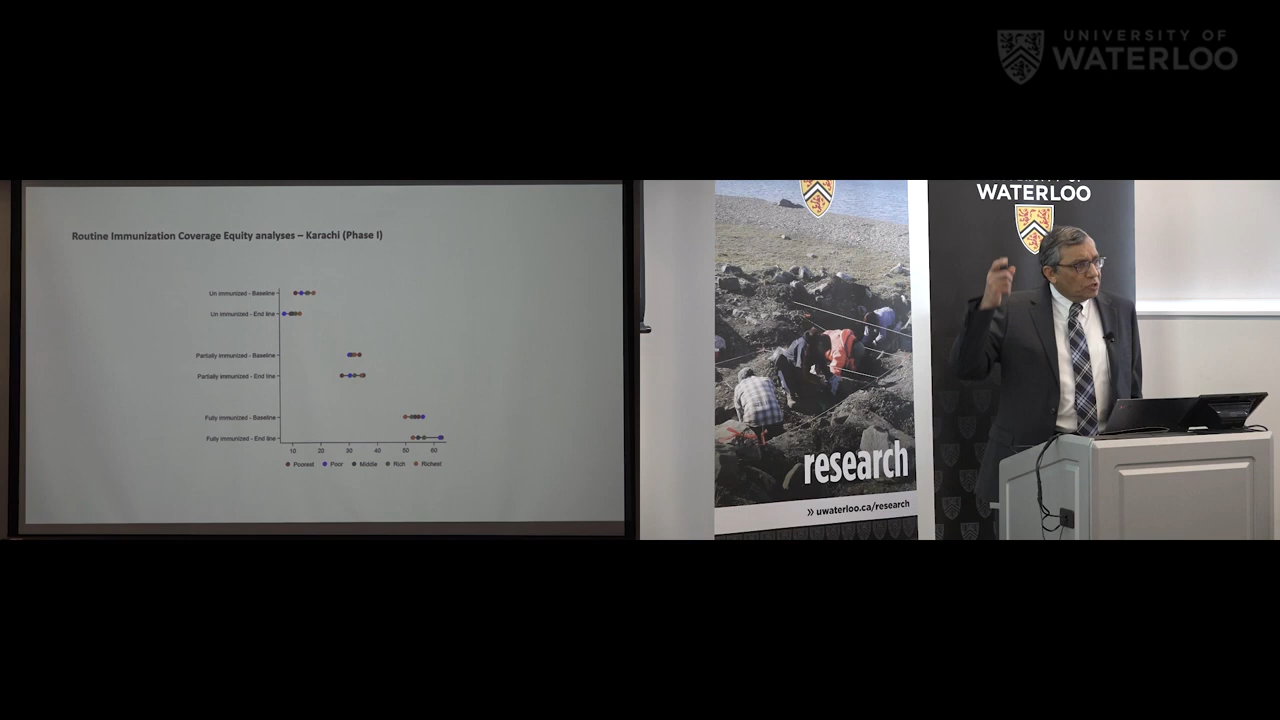 UNIVERSITY OF
WATERLOO
Routine Immunization Coverage Equity analyses – Karachi (Phase I)
Un immunized - Baseline
Un immunized - End line
Partially immunized - Baseline
Partially immunized - End line
Fully immunized - Baseline
Fully immunized - End line
10 20 30 40 50 60
Poorest Poor Middle Rich Richest
WATERLOO
research
» uwaterloo.ca/research